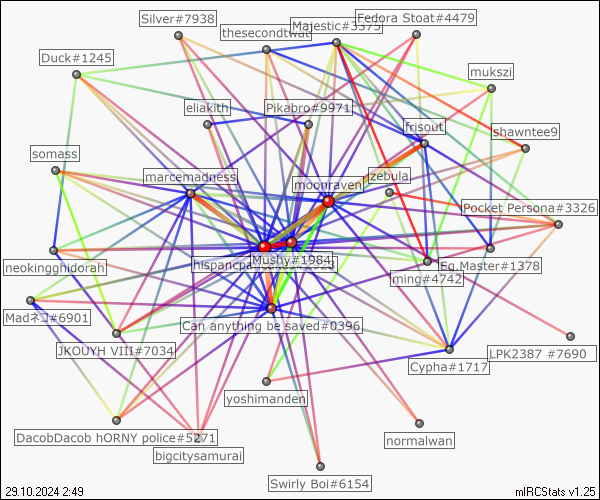 Silver#7938
Majestic#3375
Fedora Stoat#4479
thesecondtwat
Duck#1245
mukszi
eliakith
Pikabro#9971
frisout
shawntee9
somass
marcemadness
zebula
moonraven
Pocket Persona#3326
Mushy#1984
neokingghidorah
Eg.Master#1378
ming#4742
Madネコ#6901
Can anything be saved#0396
JKOUYH VIII#7034
LPK2387 #7690
Cypha#1717
yoshimanden
DacobDacob hORNY police#5271
normalwan
bigcitysamurai
Swirly Boi#6154
29.10.2024 2:49
mIRCStats v1.25